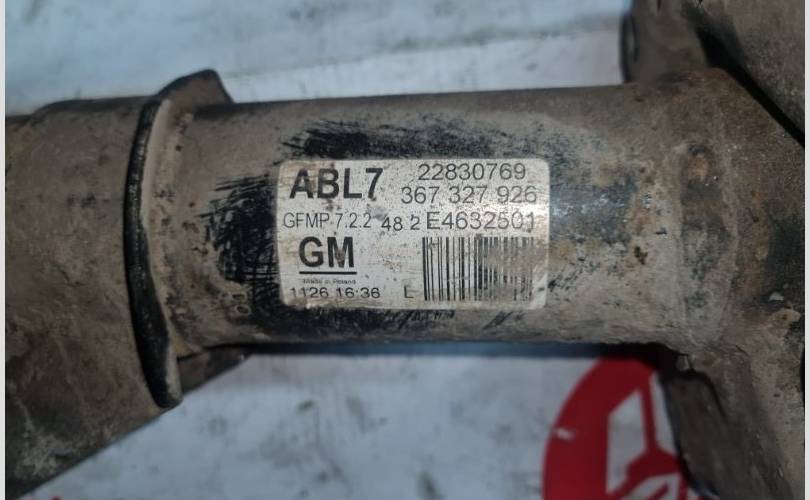 ABL7 22830769
367 327 926
GFMP-7.2.2 48 2 E4632501
GM
Made in Poland
1126 16:36 L